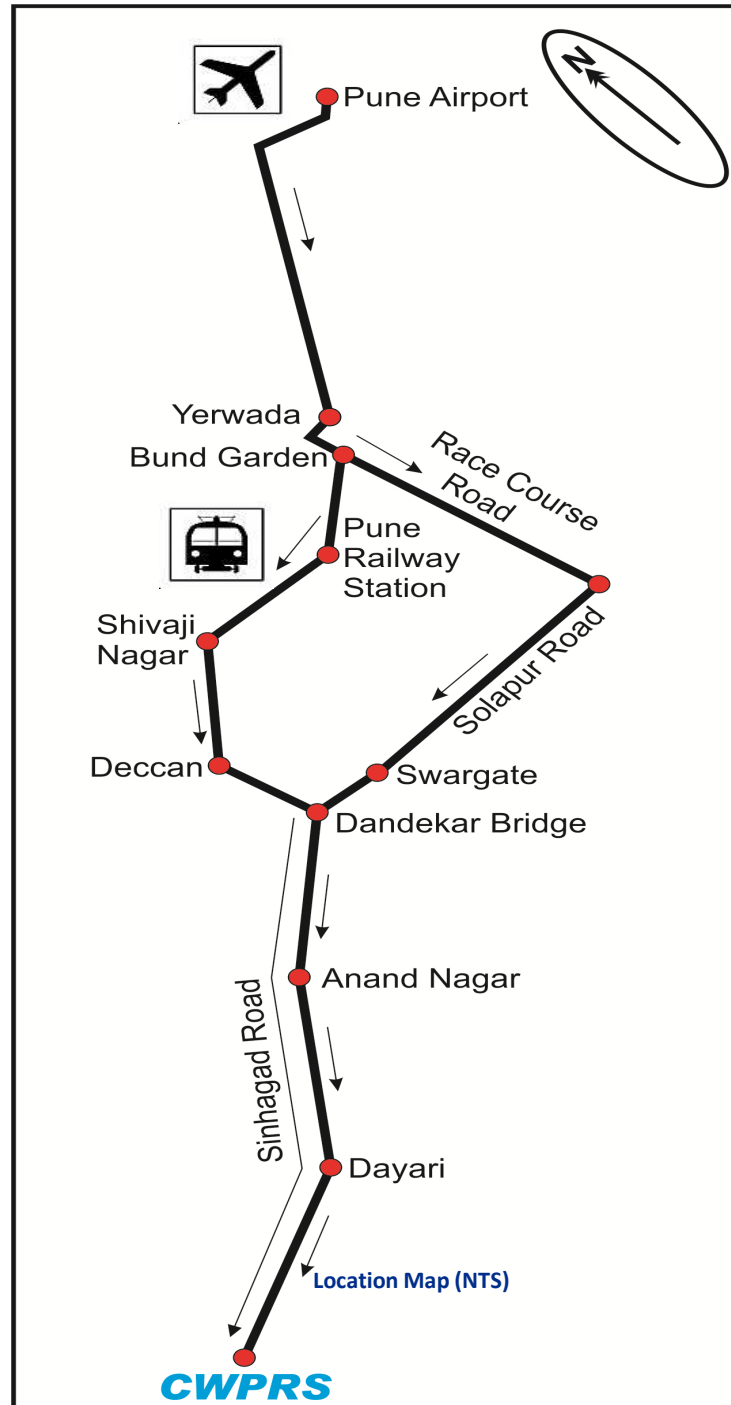 N
Pune Airport
Yerwada
Bund Garden
Race Course
Road
Pune
Railway
Station
Shivaji
Nagar
Solapur Road
Deccan
Swargate
Dandekar Bridge
Anand Nagar
Sinhagad Road
Dayari
Location Map (NTS)
CWPRS